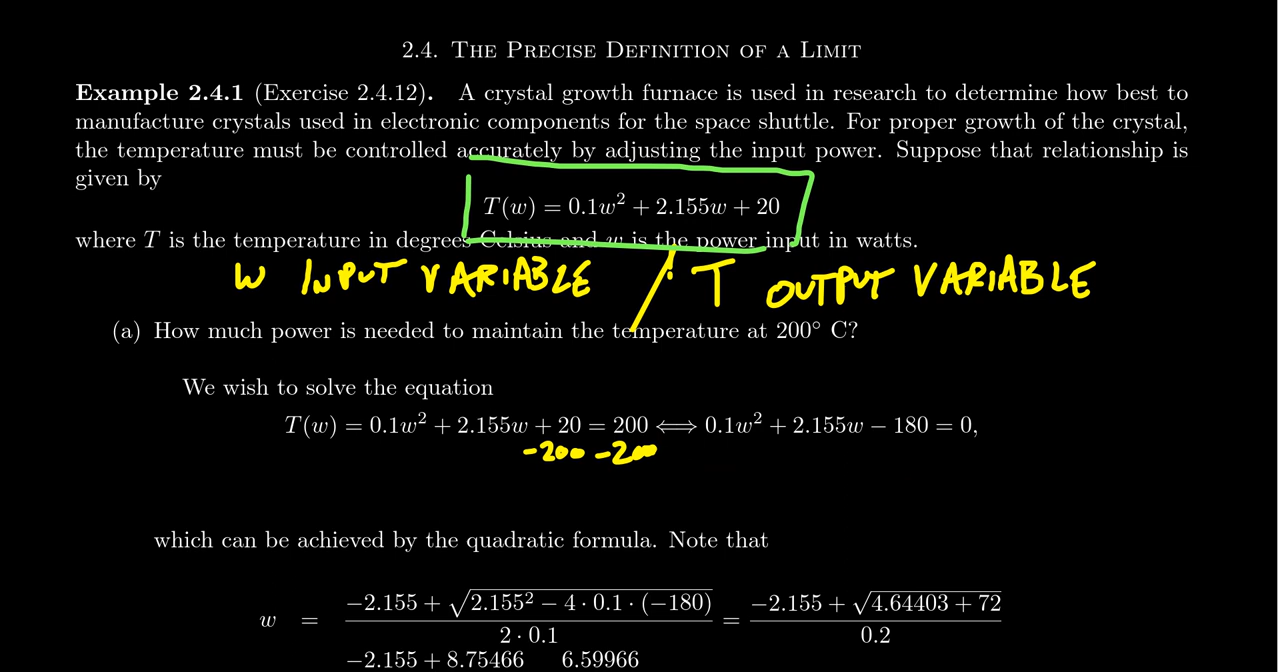 2.4. The Precise Definition of a Limit
Example 2.4.1 (Exercise 2.4.12). A crystal growth furnace is used in research to determine how best to
manufacture crystals used in electronic components for the space shuttle. For proper growth of the crystal,
the temperature must be controlled accurately by adjusting the input power. Suppose that relationship is
given by
T(w) = 0.1w² + 2.155w + 20
where T is the temperature in degrees Celsius and w is the power input in watts.
W INPUT VARIABLE / T OUTPUT VARIABLE
(a) How much power is needed to maintain the temperature at 200° C?
We wish to solve the equation
T(w) = 0.1w² + 2.155w + 20 = 200 ⟺ 0.1w² + 2.155w − 180 = 0,
-200 -200
which can be achieved by the quadratic formula. Note that
w = (−2.155 + √(2.155² − 4 · 0.1 · (−180))) / (2 · 0.1) = (−2.155 + √(4.64403 + 72)) / 0.2
−2.155 + 8.75466 6.59966